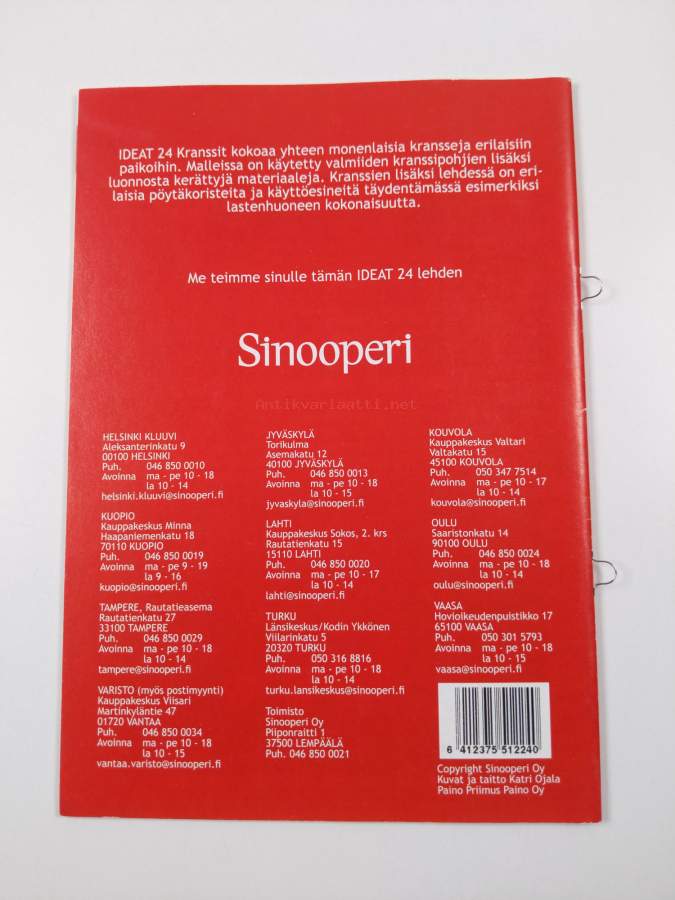 IDEAT 24 Kranssit kokoaa yhteen monenlaisia kransseja erilaisiin
paikoihin. Malleissa on käytetty valmiiden kranssipohjien lisäksi
luonnosta kerättyjä materiaaleja. Kranssien lisäksi lehdessä on eri-
laisia pöytäkoristeita ja käyttöesineitä täydentämässä esimerkiksi
lastenhuoneen kokonaisuutta.
Me teimme sinulle tämän IDEAT 24 lehden
Sinooperi
Antikvariaatti.net
HELSINKI KLUUVI
Aleksanterinkatu 9
00100 HELSINKI
Puh. 046 850 0010
Avoinna ma - pe 10 - 18
la 10 - 14
helsinki.kluuvi@sinooperi.fi
JYVÄSKYLÄ
Torikulma
Asemakatu 12
40100 JYVÄSKYLÄ
Puh. 046 850 0013
Avoinna ma - pe 10 - 18
la 10 - 15
jyvaskyla@sinooperi.fi
KOUVOLA
Kauppakeskus Valtari
Valtakatu 15
45100 KOUVOLA
Puh. 050 347 7514
Avoinna ma - pe 10 - 17
la 10 - 14
kouvola@sinooperi.fi
KUOPIO
Kauppakeskus Minna
Haapaniemenkatu 18
70110 KUOPIO
Puh. 046 850 0019
Avoinna ma - pe 9 - 19
la 9 - 16
kuopio@sinooperi.fi
LAHTI
Kauppakeskus Sokos, 2. krs
Rautatienkatu 15
15110 LAHTI
Puh. 046 850 0020
Avoinna ma - pe 10 - 17
la 10 - 14
lahti@sinooperi.fi
OULU
Saaristonkatu 14
90100 OULU
Puh. 046 850 0024
Avoinna ma - pe 10 - 18
la 10 - 14
oulu@sinooperi.fi
TAMPERE, Rautatieasema
Rautatienkatu 27
33100 TAMPERE
Puh. 046 850 0029
Avoinna ma - pe 10 - 18
la 10 - 14
tampere@sinooperi.fi
TURKU
Länsikeskus/Kodin Ykkönen
Viilarinkatu 5
20320 TURKU
Puh. 050 316 8816
Avoinna ma - pe 10 - 18
la 10 - 14
turku.lansikeskus@sinooperi.fi
VAASA
Hovioikeudenpuistikko 17
65100 VAASA
Puh. 050 301 5793
Avoinna ma - pe 10 - 18
la 10 - 14
vaasa@sinooperi.fi
VARISTO (myös postimyynti)
Kauppakeskus Viisari
Martinkyläntie 47
01720 VANTAA
Puh. 046 850 0034
Avoinna ma - pe 10 - 18
la 10 - 15
vantaa.varisto@sinooperi.fi
Toimisto
Sinooperi Oy
Piiponraitti 1
37500 LEMPÄÄLÄ
Puh. 046 850 0021
6 412375 512240
Copyright Sinooperi Oy
Kuvat ja taitto Katri Ojala
Paino Priimus Paino Oy